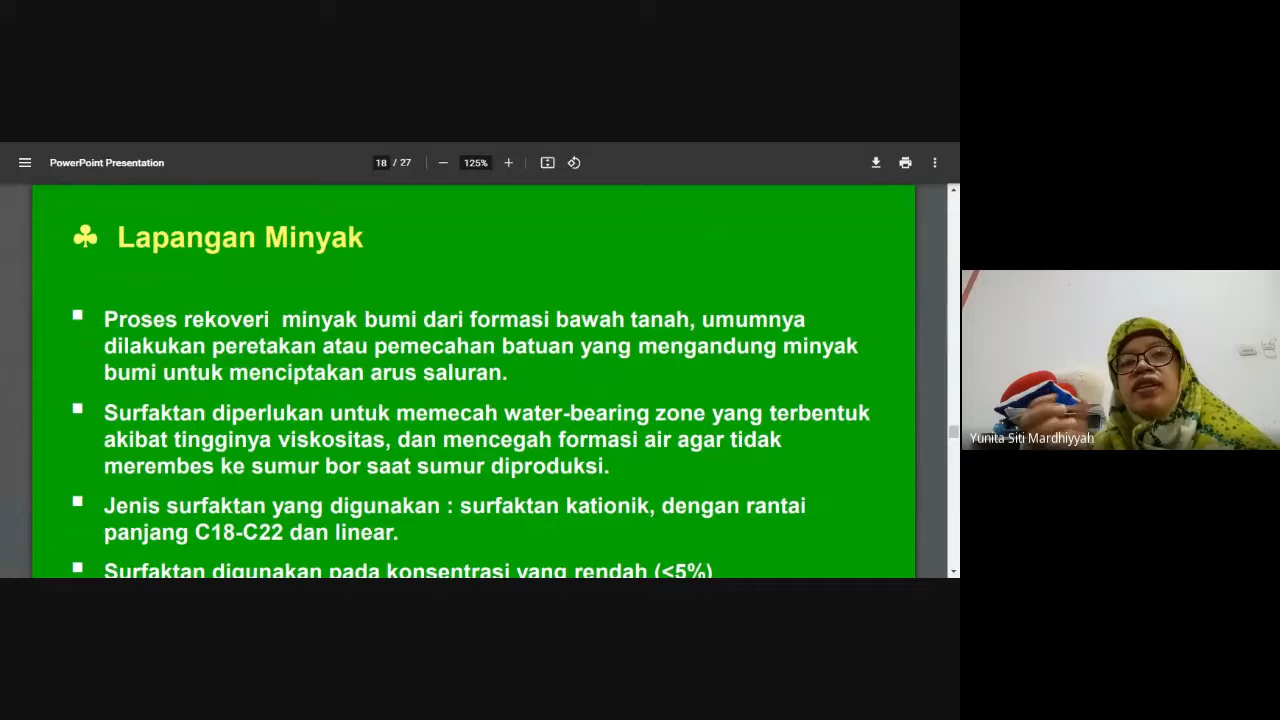 PowerPoint Presentation
18 / 27
125%
Lapangan Minyak
Proses rekoveri minyak bumi dari formasi bawah tanah, umumnya
dilakukan peretakan atau pemecahan batuan yang mengandung minyak
bumi untuk menciptakan arus saluran.
Surfaktan diperlukan untuk memecah water-bearing zone yang terbentuk
akibat tingginya viskositas, dan mencegah formasi air agar tidak
merembes ke sumur bor saat sumur diproduksi.
Jenis surfaktan yang digunakan : surfaktan kationik, dengan rantai
panjang C18-C22 dan linear.
Surfaktan digunakan pada konsentrasi yang rendah (<5%)
Yunita Siti Mardhiyyah